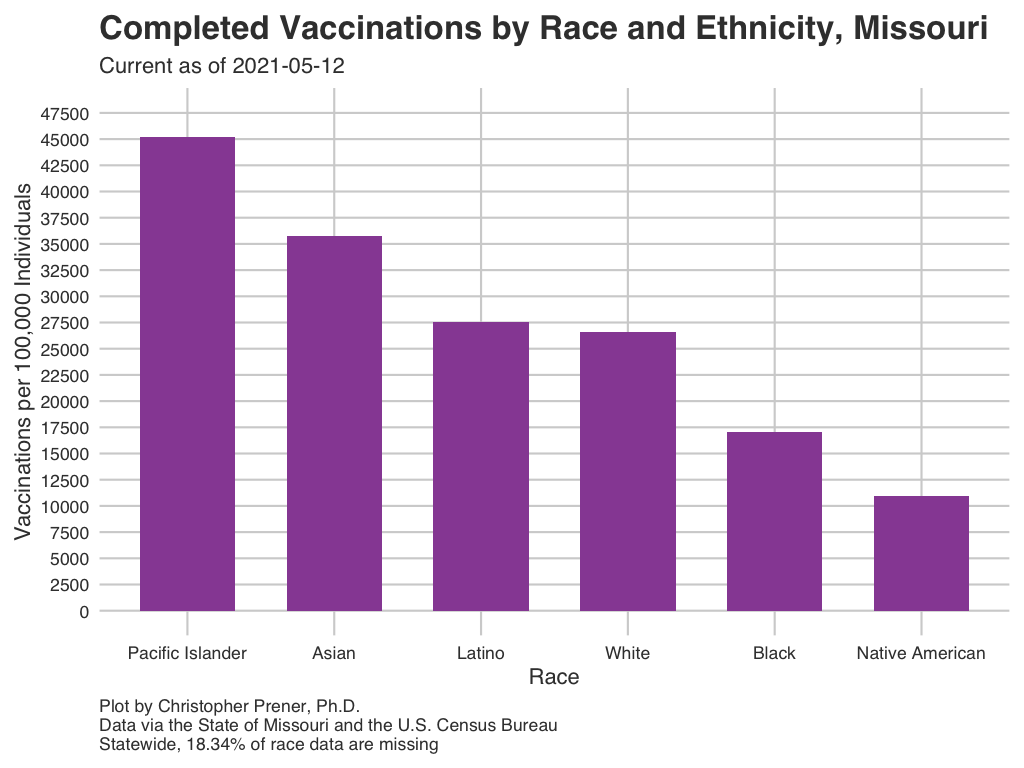 Completed Vaccinations by Race and Ethnicity, Missouri
Current as of 2021-05-12
Vaccinations per 100,000 Individuals
47500
45000
42500
40000
37500
35000
32500
30000
27500
25000
22500
20000
17500
15000
12500
10000
7500
5000
2500
0
Pacific Islander Asian Latino White Black Native American
Race
Plot by Christopher Prener, Ph.D.
Data via the State of Missouri and the U.S. Census Bureau
Statewide, 18.34% of race data are missing